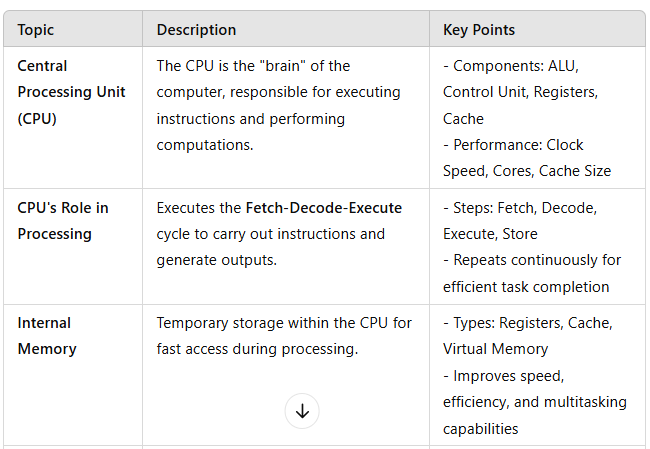 Topic Description Key Points
Central
Processing Unit
(CPU)
The CPU is the "brain" of the
computer, responsible for executing
instructions and performing
computations.
- Components: ALU,
Control Unit, Registers,
Cache
- Performance: Clock
Speed, Cores, Cache Size
CPU's Role in
Processing
Executes the Fetch-Decode-Execute
cycle to carry out instructions and
generate outputs.
- Steps: Fetch, Decode,
Execute, Store
- Repeats continuously for
efficient task completion
Internal
Memory
Temporary storage within the CPU for
fast access during processing.
- Types: Registers, Cache,
Virtual Memory
- Improves speed,
efficiency, and multitasking
capabilities